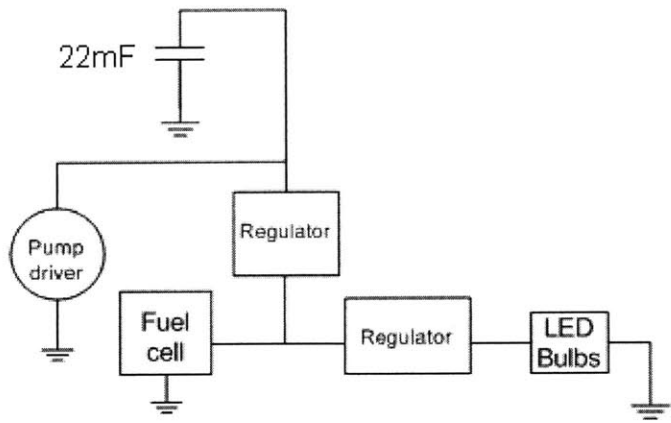 22mF
Regulator
Pump
driver
Fuel
cell
Regulator
LED
Bulbs